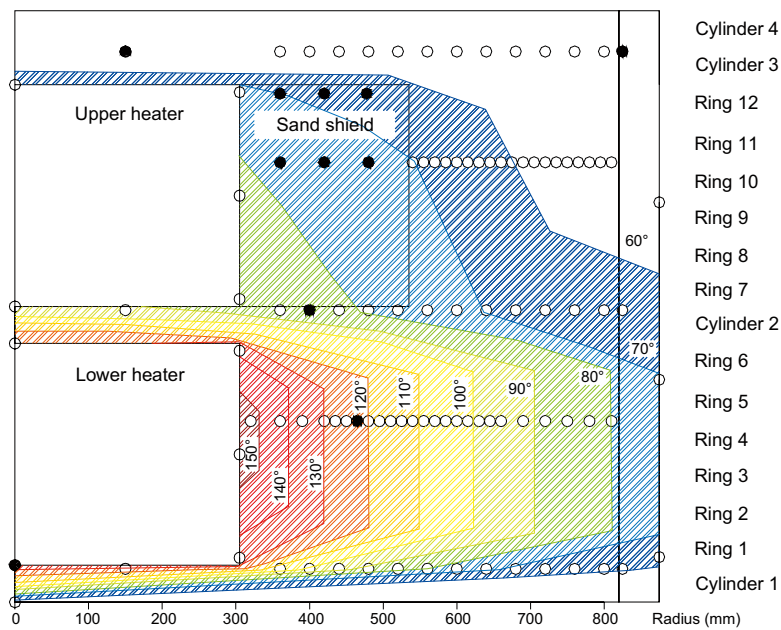 Cylinder 4
Cylinder 3
Ring 12
Upper heater
Sand shield
Ring 11
Ring 10
Ring 9
60°
Ring 8
Ring 7
Cylinder 2
70°
Ring 6
Lower heater
80°
90°
100°
110°
120°
Ring 5
130°
140°
150°
Ring 4
Ring 3
Ring 2
Ring 1
Cylinder 1
0 100 200 300 400 500 600 700 800 Radius (mm)